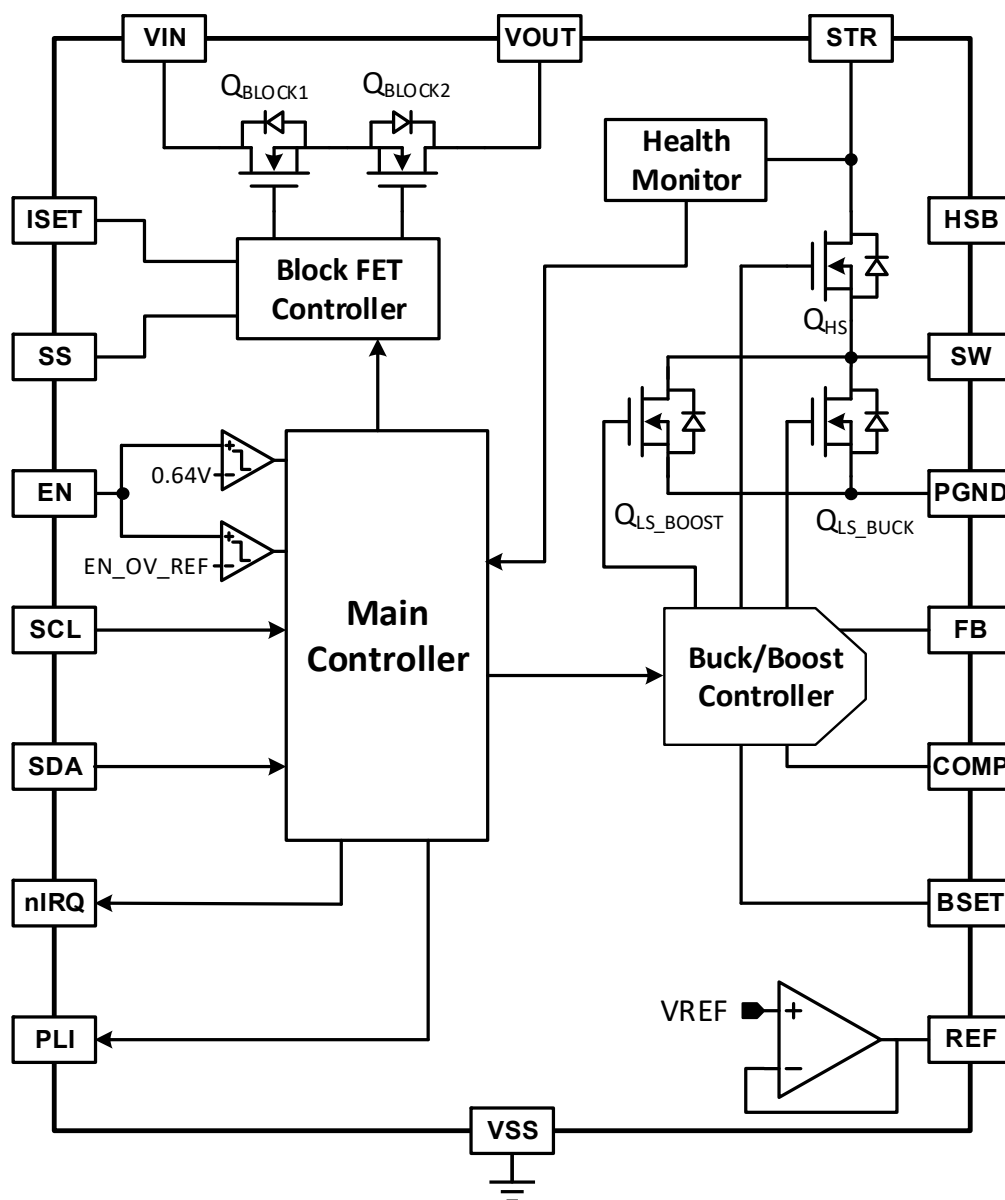 VIN
VOUT
STR
QBLOCK1
QBLOCK2
Health
Monitor
ISET
HSB
Block FET
Controller
QHS
SS
SW
0.64V
EN
PGND
QLS_BOOST
QLS_BUCK
EN_OV_REF
SCL
Main
Controller
FB
Buck/Boost
Controller
SDA
COMP
nIRQ
BSET
VREF
+
−
PLI
REF
VSS